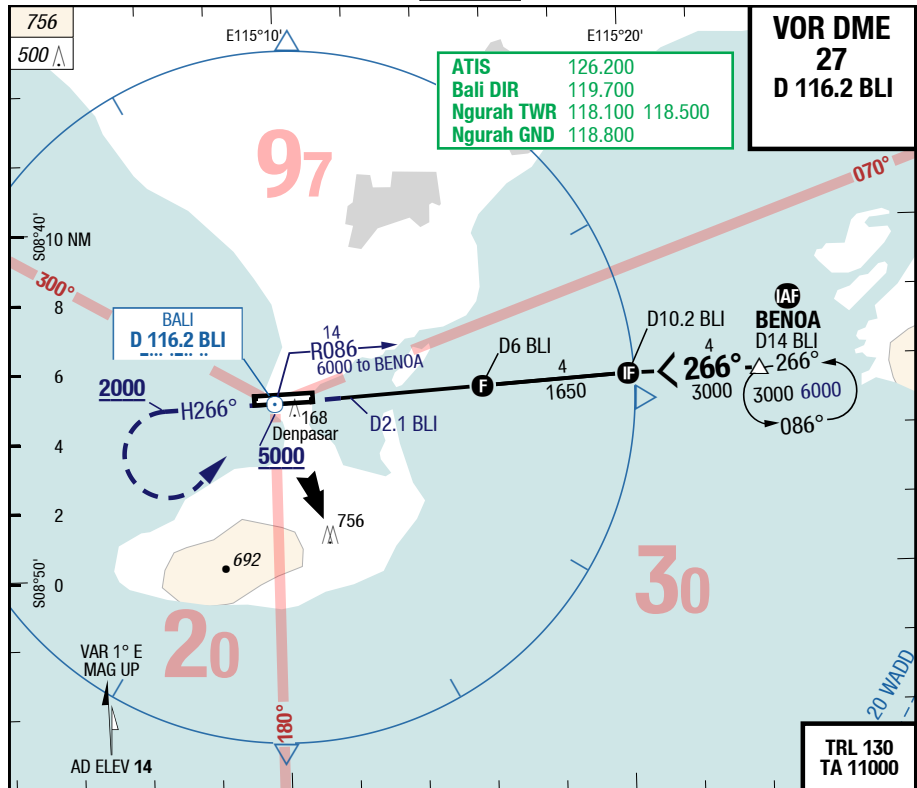 756
500
E115°10'
E115°20'
VOR DME
27
D 116.2 BLI
ATIS 126.200
Bali DIR 119.700
Ngurah TWR 118.100 118.500
Ngurah GND 118.800
97
070°
S08°40'
10 NM
300°
8
BALI
D 116.2 BLI
14
R086
6000 to BENOA
D6 BLI
D10.2 BLI
IAF
BENOA
D14 BLI
4
266°
3000
266°
3000 6000
086°
IF
4
1650
F
6
2000
H266°
168
Denpasar
D2.1 BLI
5000
4
2
756
692
S08°50'
0
30
20
VAR 1° E
MAG UP
180°
20 WADD
AD ELEV 14
TRL 130
TA 11000